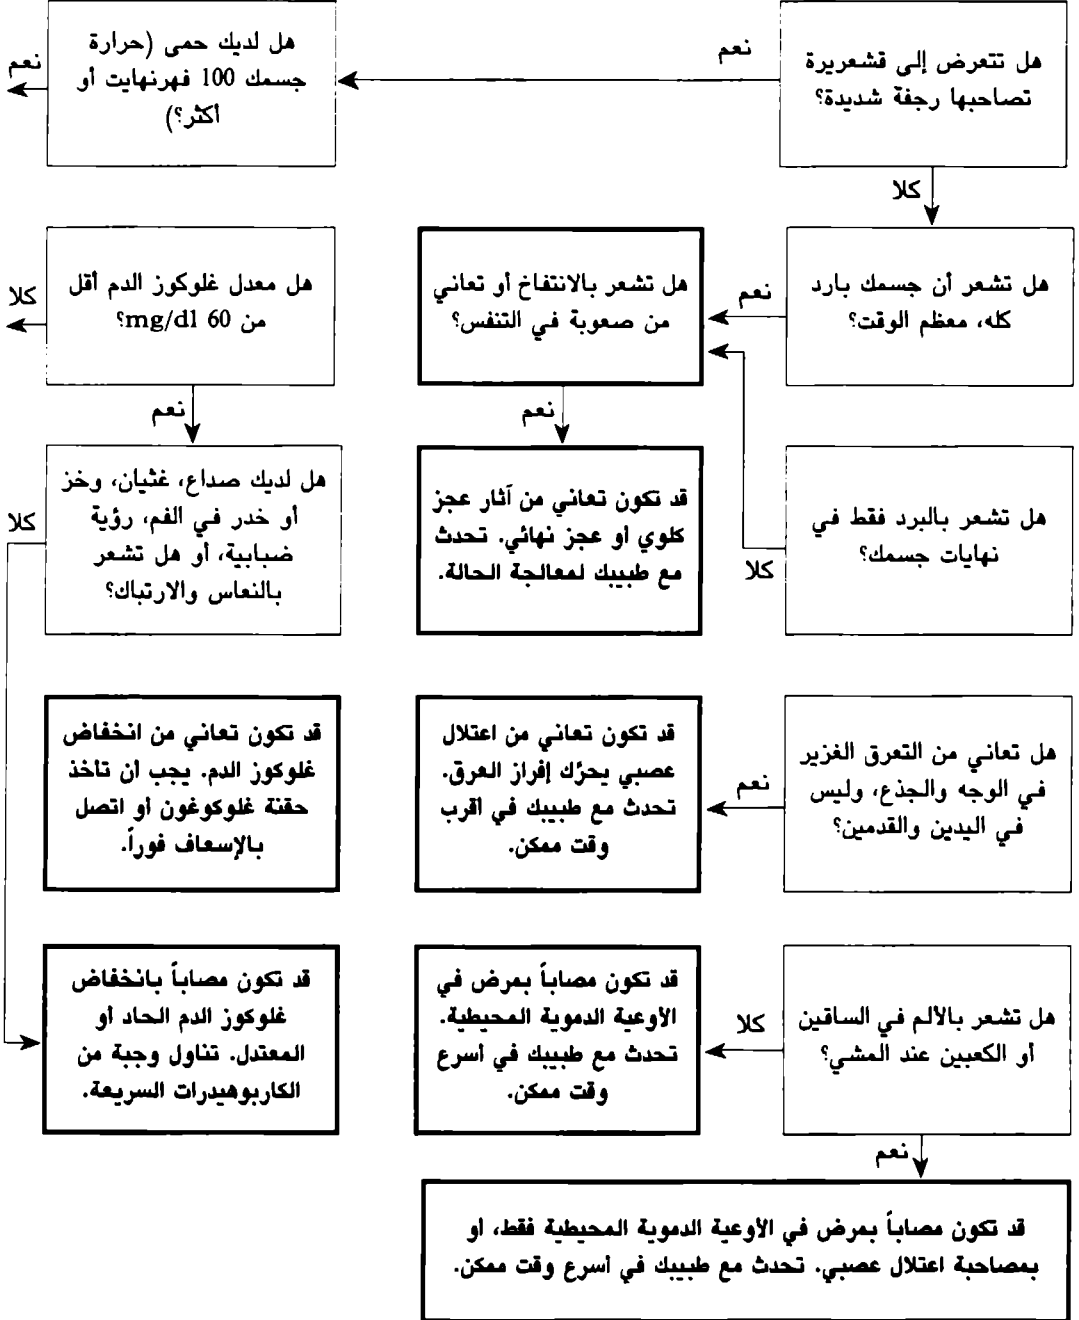 هل تتعرض إلى قشعريرة
تصاحبها رجفة شديدة؟
نعم
هل لديك حمى (حرارة
جسمك 100 فهرنهايت أو
أكثر؟)
نعم
كلا
هل تشعر أن جسمك بارد
كله، معظم الوقت؟
نعم
هل تشعر بالانتفاخ أو تعاني
من صعوبة في التنفس؟
هل معدل غلوكوز الدم أقل
من 60 mg/dl؟
كلا
نعم
نعم
هل تشعر بالبرد فقط في
نهايات جسمك؟
كلا
قد تكون تعاني من آثار عجز
كلوي أو عجز نهائي. تحدث
مع طبيبك لمعالجة الحالة.
هل لديك صداع، غثيان، وخز
أو خدر في الفم، رؤية
ضبابية، أو هل تشعر
بالنعاس والارتباك؟
كلا
هل تعاني من التعرق الغزير
في الوجه والجذع، وليس
في اليدين والقدمين؟
نعم
قد تكون تعاني من اعتلال
عصبي يحرّك إفراز العرق.
تحدث مع طبيبك في أقرب
وقت ممكن.
قد تكون تعاني من انخفاض
غلوكوز الدم. يجب أن تأخذ
حقنة غلوكوغون أو اتصل
بالإسعاف فوراً.
هل تشعر بالألم في الساقين
أو الكعبين عند المشي؟
كلا
قد تكون مصاباً بمرض في
الأوعية الدموية المحيطية.
تحدث مع طبيبك في أسرع
وقت ممكن.
قد تكون مصاباً بانخفاض
غلوكوز الدم الحاد أو
المعتدل. تناول وجبة من
الكاربوهيدرات السريعة.
نعم
قد تكون مصاباً بمرض في الأوعية الدموية المحيطية فقط، أو
بمصاحبة اعتلال عصبي. تحدث مع طبيبك في أسرع وقت ممكن.